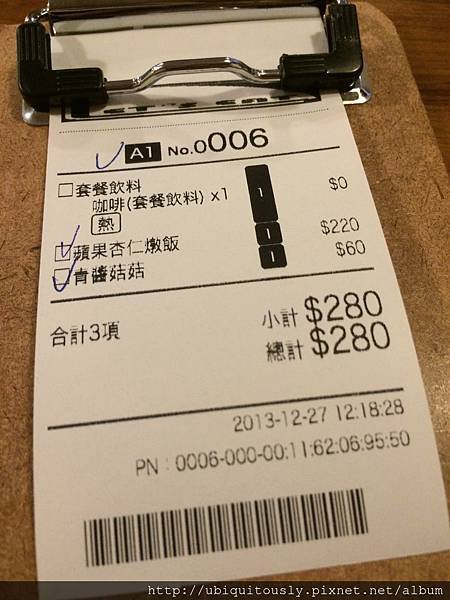 A1 No.0006
套餐飲料 1 $0
咖啡(套餐飲料) x1
熱
蘋果杏仁燉飯 1 $220
青醬菇菇 1 $60
合計3項
小計 $280
總計 $280
2013-12-27 12:18:28
PN:0006-000-00:11:62:06:95:50
http://ubiquitously.pixnet.net/album